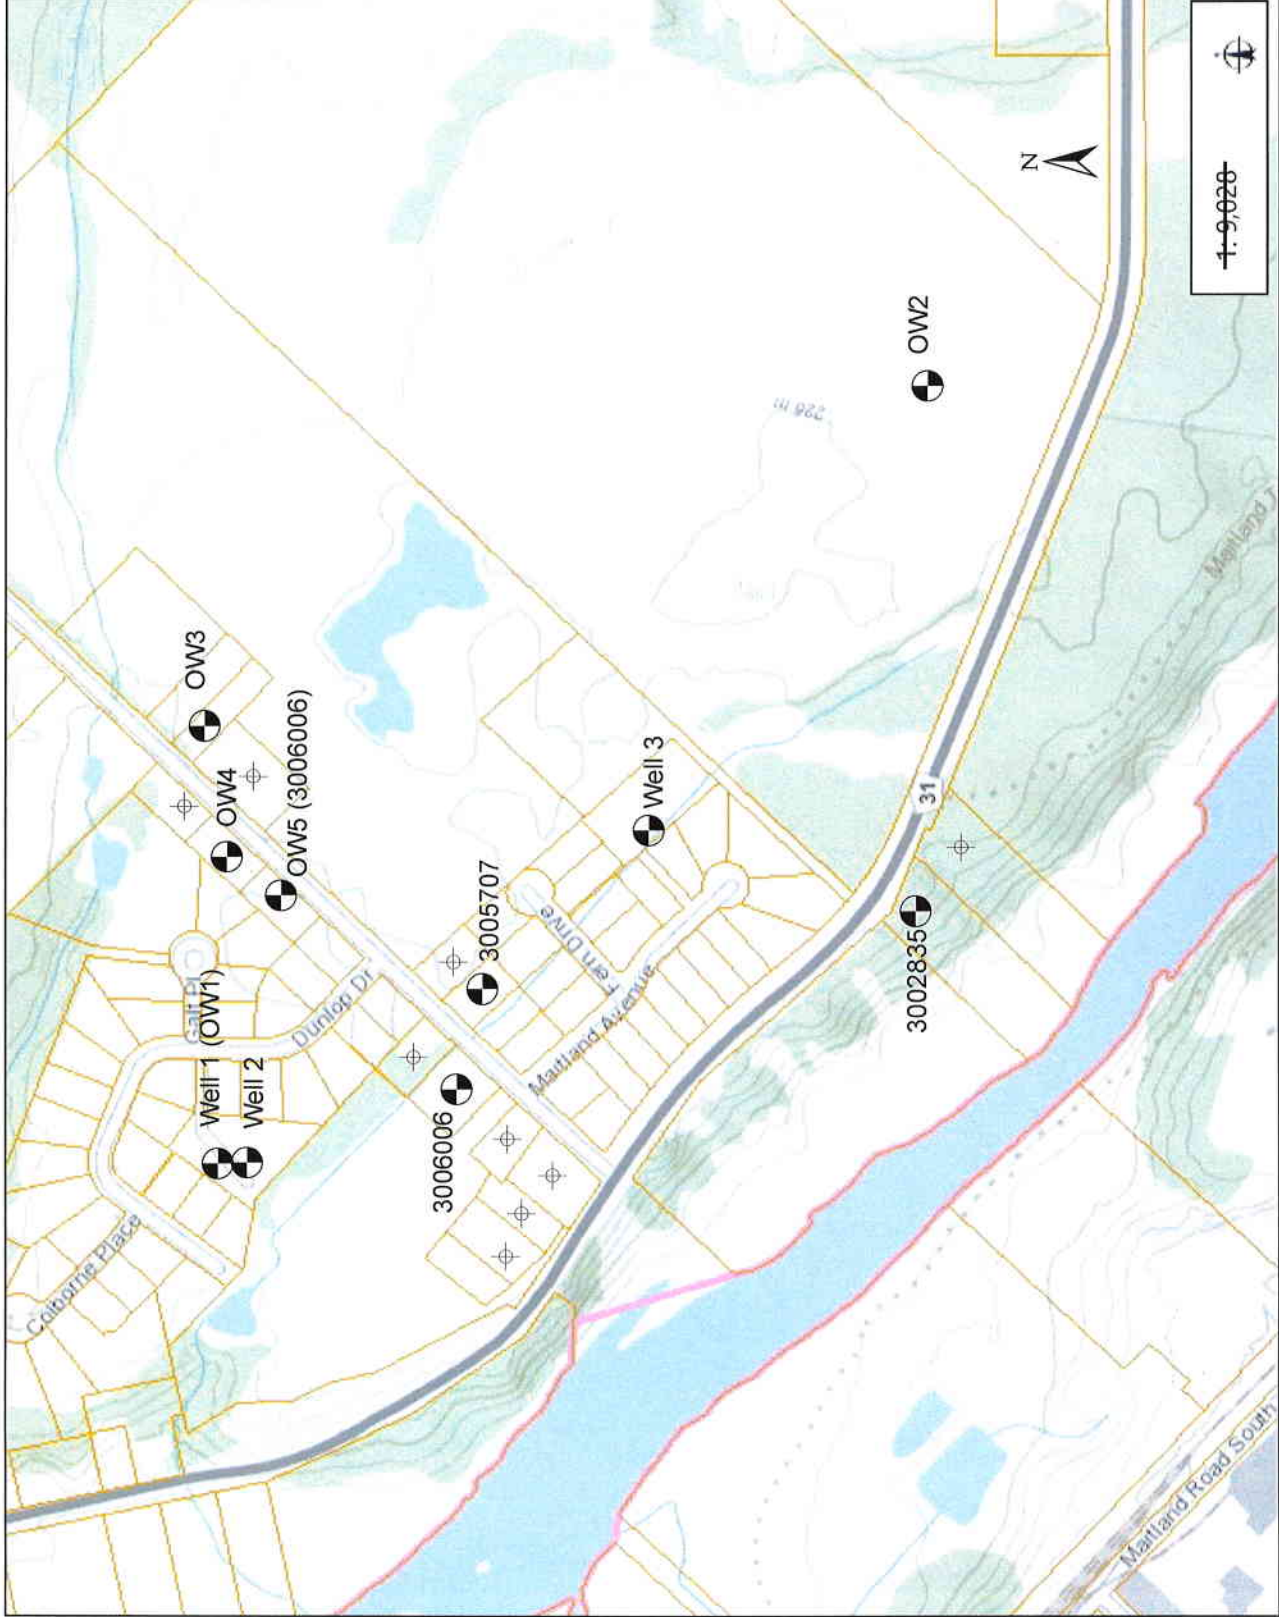 Colborne Place
Galt Pl
Well 1 (OW1)
Well 2
Dunlop Dr
OW3
OW4
OW5 (3006006)
3006006
3005707
Fern Drive
Maitland Avenue
Well 3
226 m
OW2
31
3002835
N
1: 9,028
Maitland T
Maitland Road South